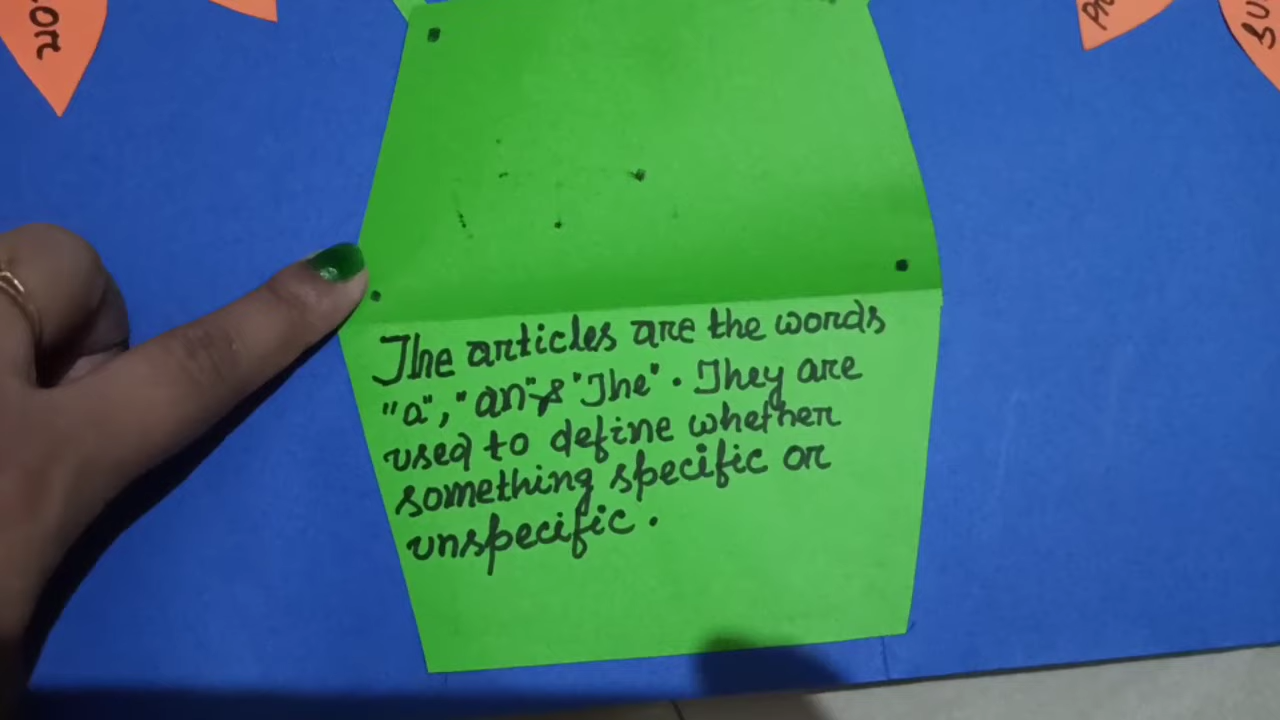 The articles are the words
"a", "an" & "The". They are
used to define whether
something specific or
unspecific.